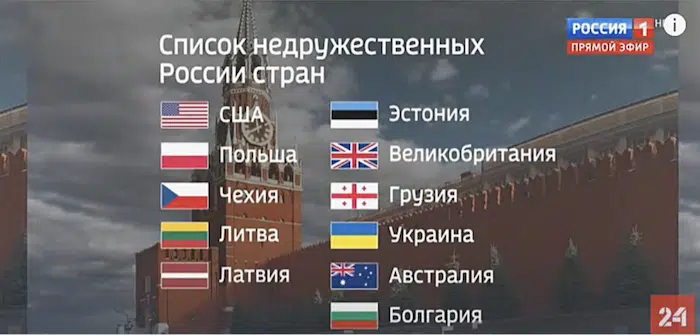 РОССИЯ 1
ПРЯМОЙ ЭФИР
Список недружественных
России стран
США
Польша
Чехия
Литва
Латвия
Эстония
Великобритания
Грузия
Украина
Австралия
Болгария
24